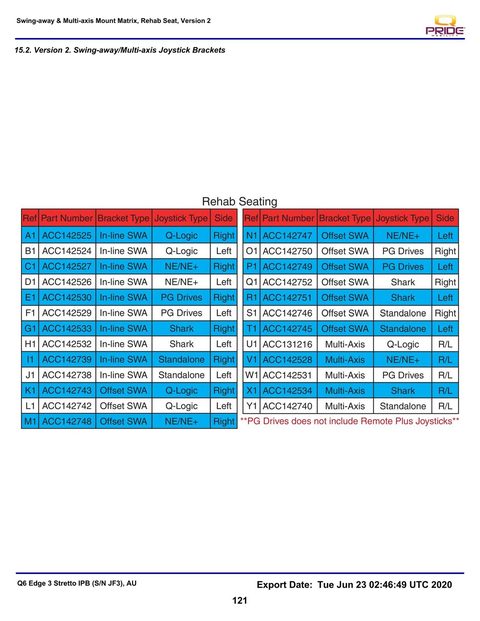 Swing-away & Multi-axis Mount Matrix, Rehab Seat, Version 2
PRIDE
15.2. Version 2. Swing-away/Multi-axis Joystick Brackets
Rehab Seating
Ref Part Number Bracket Type Joystick Type Side
A1 ACC142525 In-line SWA Q-Logic Right
B1 ACC142524 In-line SWA Q-Logic Left
C1 ACC142527 In-line SWA NE/NE+ Right
D1 ACC142526 In-line SWA NE/NE+ Left
E1 ACC142530 In-line SWA PG Drives Right
F1 ACC142529 In-line SWA PG Drives Left
G1 ACC142533 In-line SWA Shark Right
H1 ACC142532 In-line SWA Shark Left
I1 ACC142739 In-line SWA Standalone Right
J1 ACC142738 In-line SWA Standalone Left
K1 ACC142743 Offset SWA Q-Logic Right
L1 ACC142742 Offset SWA Q-Logic Left
M1 ACC142748 Offset SWA NE/NE+ Right
Ref Part Number Bracket Type Joystick Type Side
N1 ACC142747 Offset SWA NE/NE+ Left
O1 ACC142750 Offset SWA PG Drives Right
P1 ACC142749 Offset SWA PG Drives Left
Q1 ACC142752 Offset SWA Shark Right
R1 ACC142751 Offset SWA Shark Left
S1 ACC142746 Offset SWA Standalone Right
T1 ACC142745 Offset SWA Standalone Left
U1 ACC131216 Multi-Axis Q-Logic R/L
V1 ACC142528 Multi-Axis NE/NE+ R/L
W1 ACC142531 Multi-Axis PG Drives R/L
X1 ACC142534 Multi-Axis Shark R/L
Y1 ACC142740 Multi-Axis Standalone R/L
**PG Drives does not include Remote Plus Joysticks**
Q6 Edge 3 Stretto IPB (S/N JF3), AU
Export Date: Tue Jun 23 02:46:49 UTC 2020
121